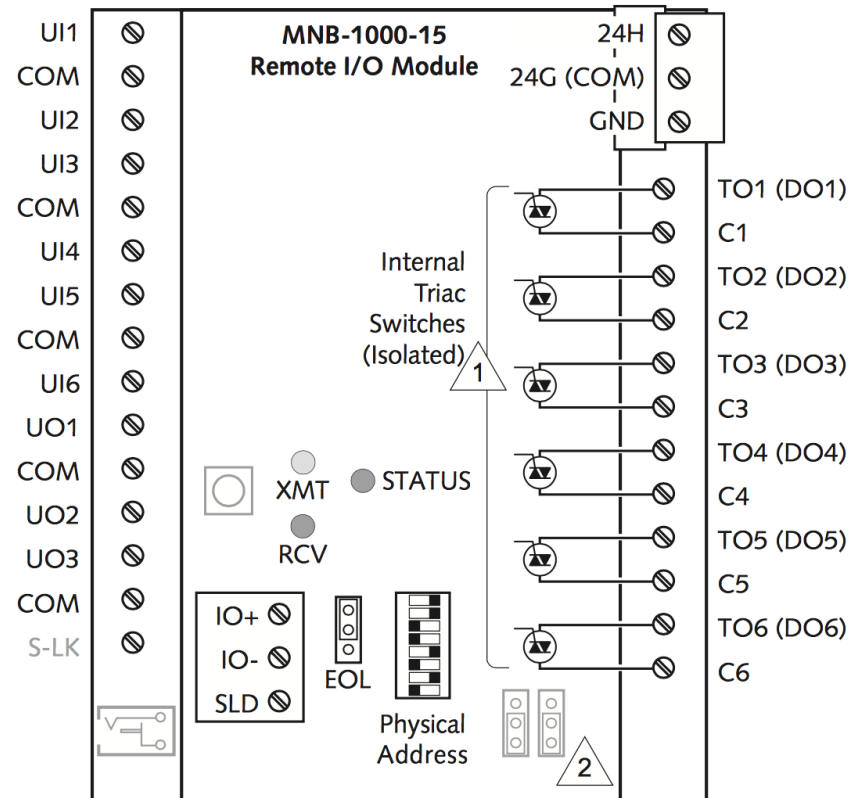 MNB-1000-15
Remote I/O Module
UI1
COM
UI2
UI3
COM
UI4
UI5
COM
UI6
UO1
COM
UO2
UO3
COM
S-LK
24H
24G (COM)
GND
TO1 (DO1)
C1
TO2 (DO2)
C2
TO3 (DO3)
C3
TO4 (DO4)
C4
TO5 (DO5)
C5
TO6 (DO6)
C6
Internal
Triac
Switches
(Isolated)
1
XMT
STATUS
RCV
IO+
IO-
SLD
EOL
Physical
Address
2